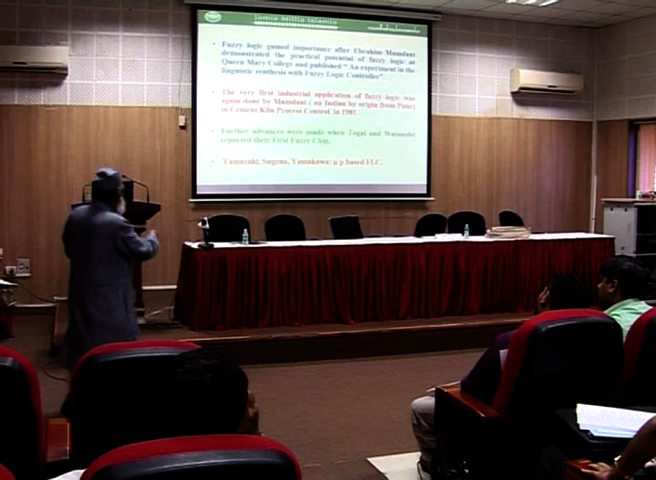 Jamia Millia Islamia
Fuzzy logic gained importance after Ebrahim Mamdani
demonstrated the practical potential of fuzzy logic at
Queen Mary College and published " An experiment in the
linguistic synthesis with Fuzzy Logic Controller".
The very first industrial application of fuzzy logic was
again done by Mamdani ( an Indian by origin from Pune)
in Cement Kiln Process Control in 1981.
Further advances were made when Togai and Watanabe
reported their First Fuzzy Chip.
Yamazaki, Sugeno, Yamakawa: μ p based FLC.